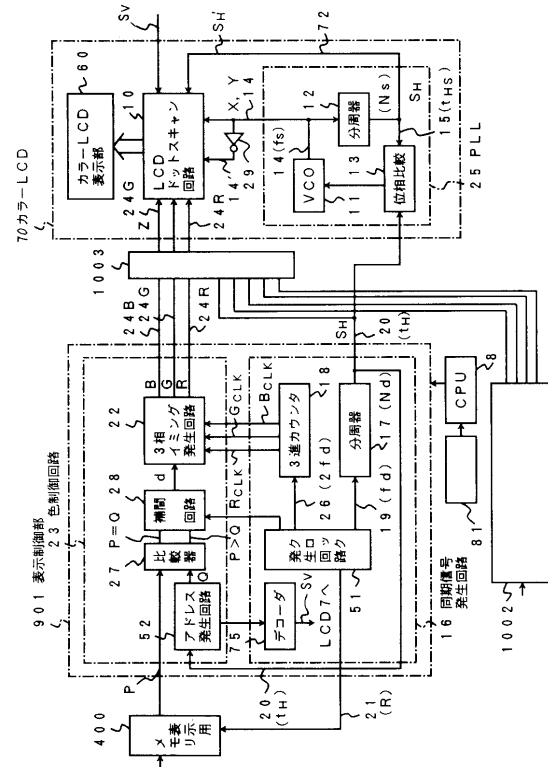 901 表示制御部
23 色制御回路
400
メモリ
表示用
P
52
アドレス
発生回路
Q
27
比較器
P=Q
P>Q
28
補間
回路
d
22
3相
イミング
発生回路
B
G
R
24B
24G
24R
RCLK
GCLK
BCLK
75
デコーダ
SV
LCD7へ
発生回路
クロック
51
26(2fd)
3進カウンタ
18
19(fd)
分周器
17(Nd)
16 同期信号
発生回路
20
(tH)
21
(R)
SH
20
(tH)
CPU
8
81
1002
1003
70カラーLCD
カラーLCD
表示部
60
24G
Z
24G
24R
LCD
ドットスキャン
回路
10
SV
SH'
72
X, Y
14
14'
29
14(fs)
VCO
11
12
分周器
(Ns)
13
位相比較
15(tHS)
SH
25 PLL